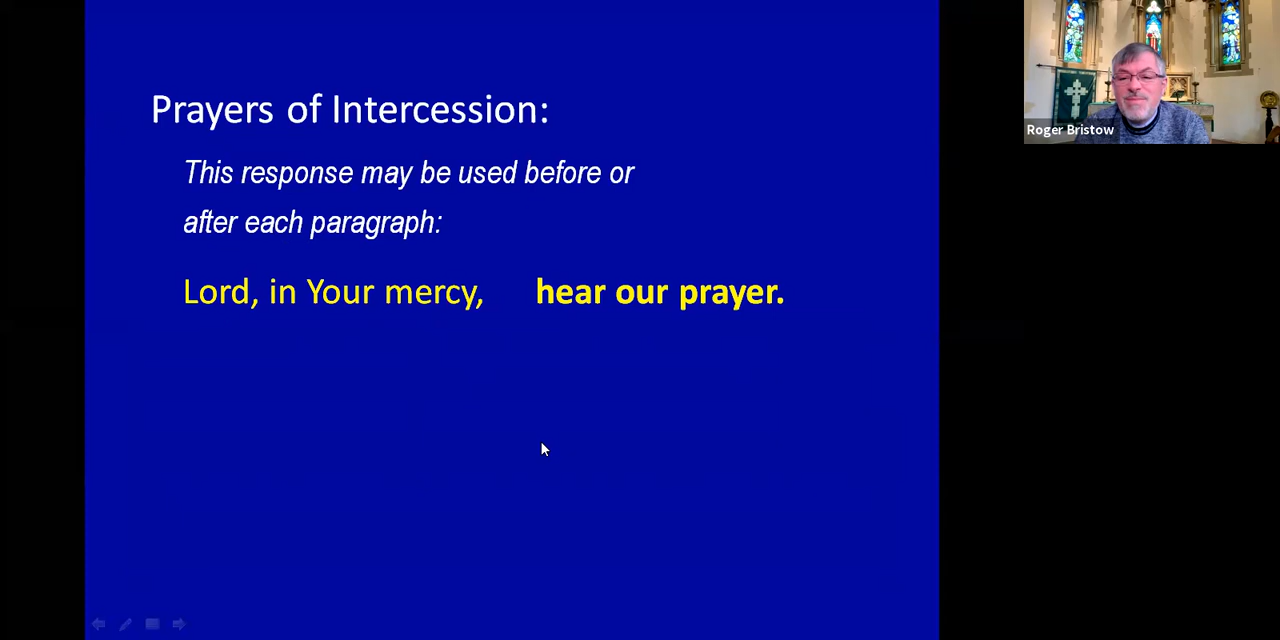 Prayers of Intercession:
This response may be used before or
after each paragraph:
Lord, in Your mercy, hear our prayer.
Roger Bristow